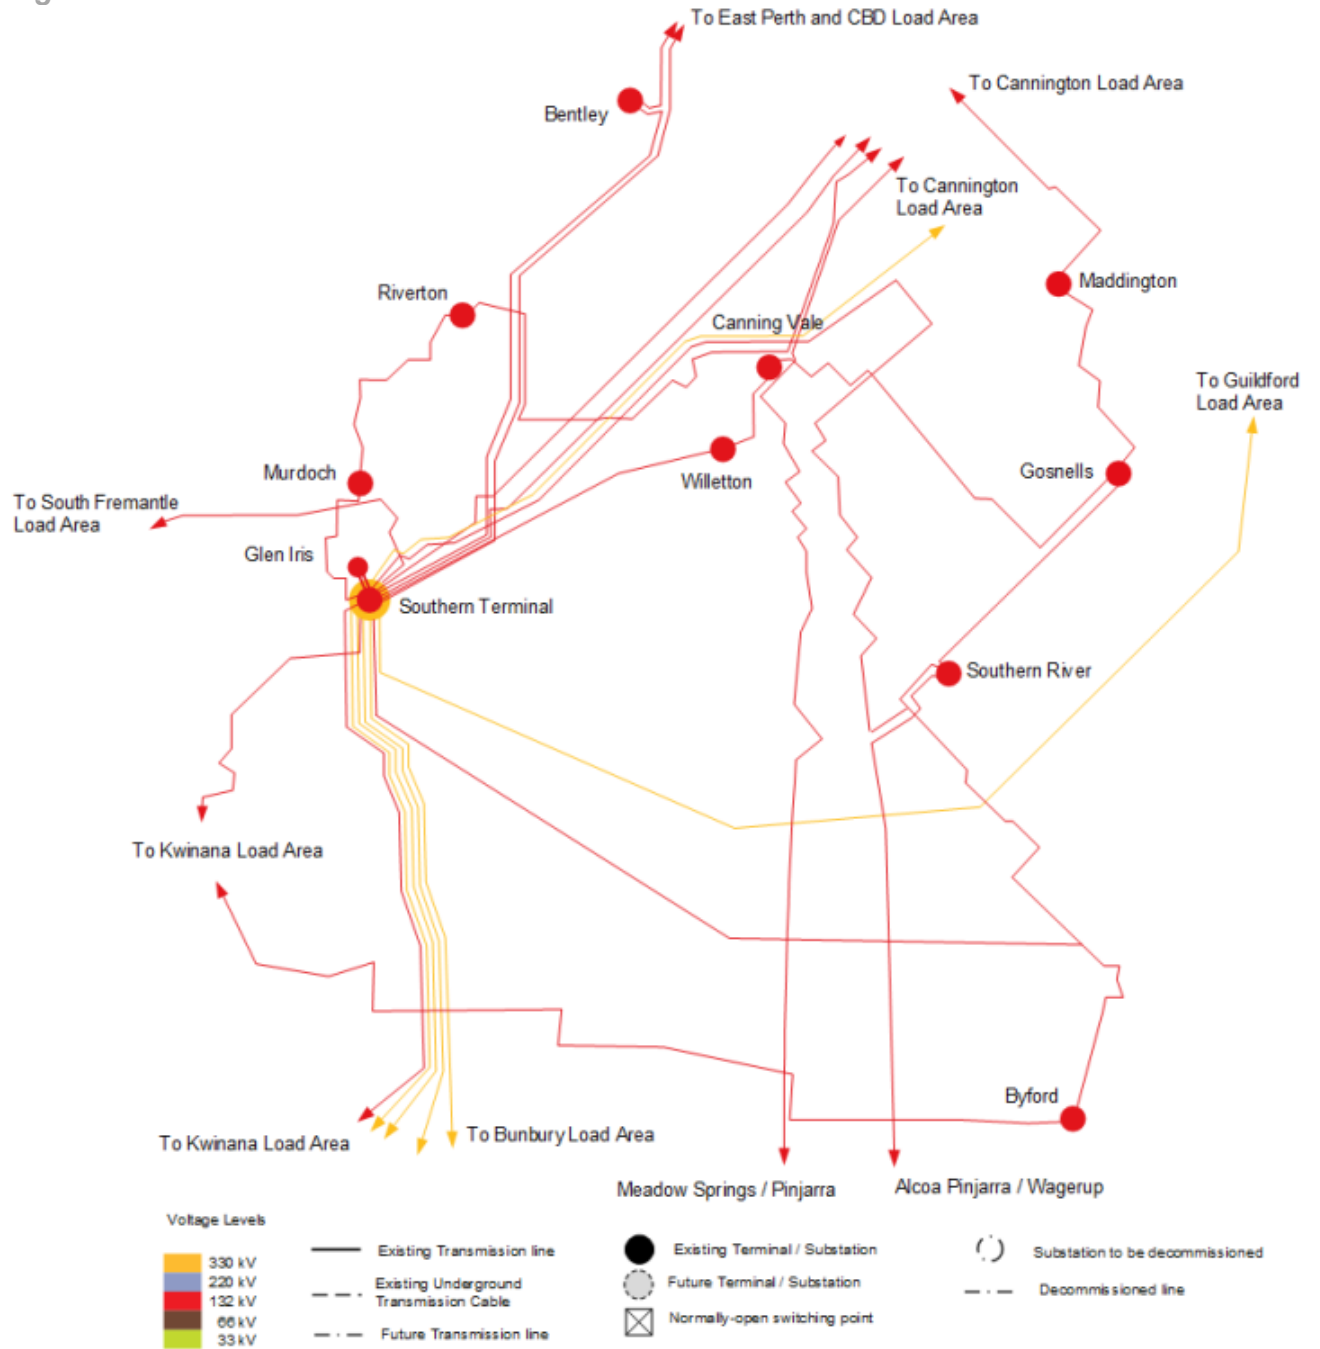 To East Perth and CBD Load Area
Bentley
To Cannington Load Area
To Cannington
Load Area
Maddington
Riverton
Canning Vale
To Guildford
Load Area
Murdoch
Willetton
Gosnells
To South Fremantle
Load Area
Glen Iris
Southern Terminal
Southern River
To Kwinana Load Area
Byford
To Kwinana Load Area
To Bunbury Load Area
Meadow Springs / Pinjarra
Alcoa Pinjarra / Wagerup
Voltage Levels
330 kV
220 kV
132 kV
66 kV
33 kV
Existing Transmission line
Existing Underground
Transmission Cable
Future Transmission line
Existing Terminal / Substation
Future Terminal / Substation
Normally-open switching point
Substation to be decommissioned
Decommissioned line